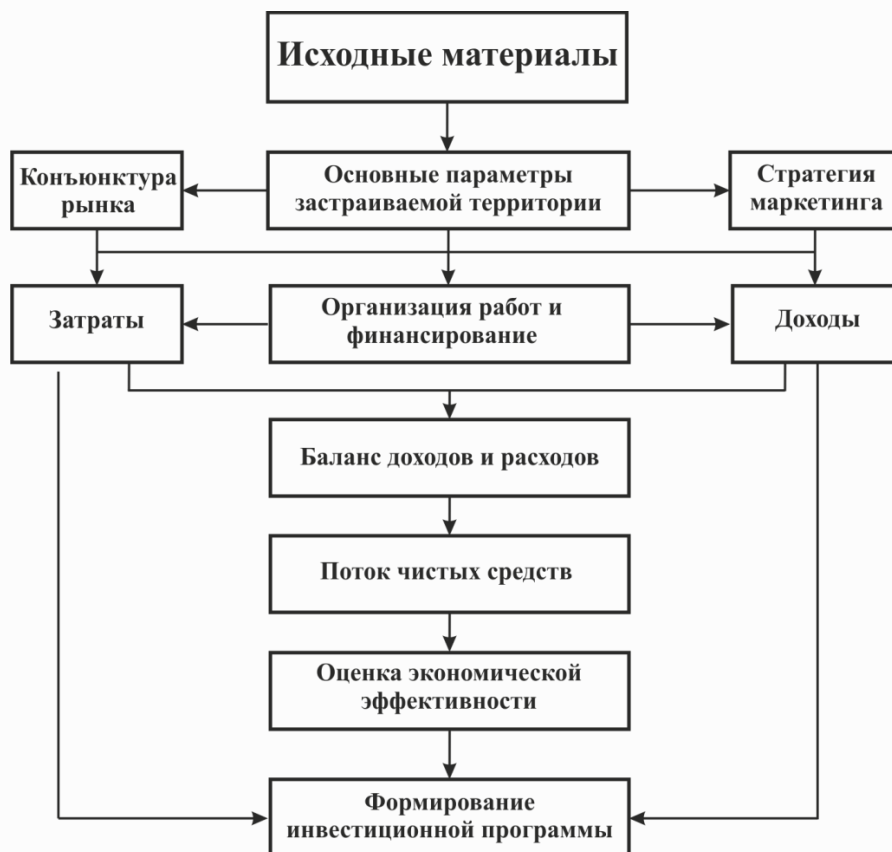 Исходные материалы
Конъюнктура
рынка
Основные параметры
застраиваемой территории
Стратегия
маркетинга
Затраты
Организация работ и
финансирование
Доходы
Баланс доходов и расходов
Поток чистых средств
Оценка экономической
эффективности
Формирование
инвестиционной программы